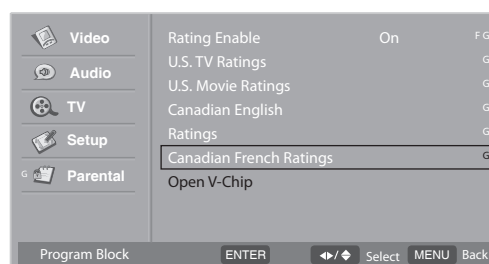 Video
Audio
TV
Setup
G Parental
Rating Enable On F G
U.S. TV Ratings G
U.S. Movie Ratings G
Canadian English G
Ratings G
Canadian French Ratings G
Open V-Chip
Program Block ENTER / Select MENU Back